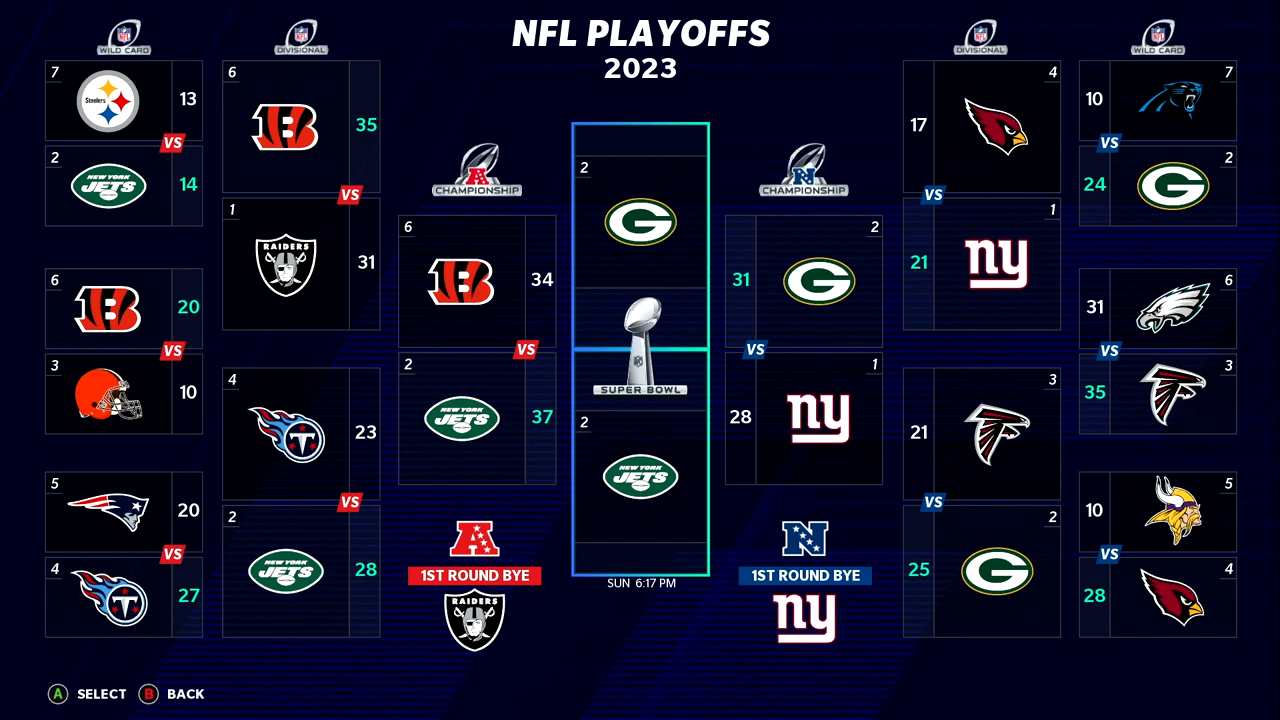 NFL PLAYOFFS
2023
WILD CARD
DIVISIONAL
DIVISIONAL
WILD CARD
7
Steelers
13
VS
2
NEW YORK
JETS
14
6
20
VS
3
10
5
20
VS
4
T
27
6
B
35
VS
1
RAIDERS
31
4
T
23
VS
2
NEW YORK
JETS
28
A
CHAMPIONSHIP
6
34
VS
2
NEW YORK
JETS
37
A
1ST ROUND BYE
RAIDERS
2
G
SUPER BOWL
2
NEW YORK
JETS
SUN 6:17 PM
N
CHAMPIONSHIP
2
31
G
VS
1
28
ny
N
1ST ROUND BYE
ny
4
17
VS
1
21
ny
3
21
VS
2
25
G
7
10
VS
2
24
G
6
31
VS
3
35
5
10
VS
4
28
A SELECT B BACK